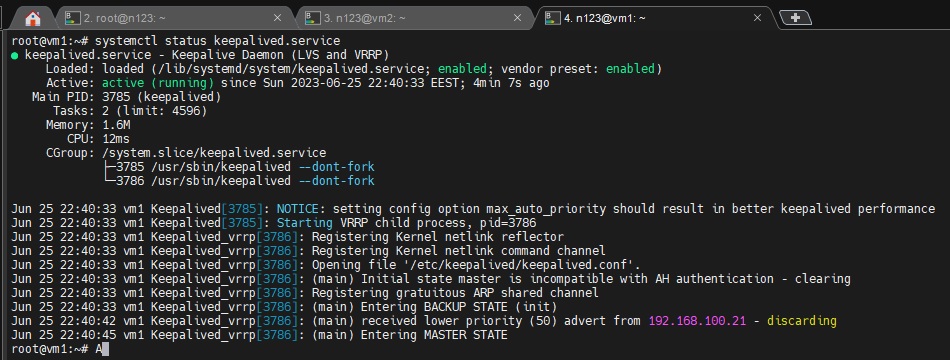 2. root@n123: ~
3. n123@vm2: ~
4. n123@vm1: ~
root@vm1:~# systemctl status keepalived.service
● keepalived.service - Keepalive Daemon (LVS and VRRP)
Loaded: loaded (/lib/systemd/system/keepalived.service; enabled; vendor preset: enabled)
Active: active (running) since Sun 2023-06-25 22:40:33 EEST; 4min 7s ago
Main PID: 3785 (keepalived)
Tasks: 2 (limit: 4596)
Memory: 1.6M
CPU: 12ms
CGroup: /system.slice/keepalived.service
├─3785 /usr/sbin/keepalived --dont-fork
└─3786 /usr/sbin/keepalived --dont-fork
Jun 25 22:40:33 vm1 Keepalived[3785]: NOTICE: setting config option max_auto_priority should result in better keepalived performance
Jun 25 22:40:33 vm1 Keepalived[3785]: Starting VRRP child process, pid=3786
Jun 25 22:40:33 vm1 Keepalived_vrrp[3786]: Registering Kernel netlink reflector
Jun 25 22:40:33 vm1 Keepalived_vrrp[3786]: Registering Kernel netlink command channel
Jun 25 22:40:33 vm1 Keepalived_vrrp[3786]: Opening file '/etc/keepalived/keepalived.conf'.
Jun 25 22:40:33 vm1 Keepalived_vrrp[3786]: (main) Initial state master is incompatible with AH authentication - clearing
Jun 25 22:40:33 vm1 Keepalived_vrrp[3786]: Registering gratuitous ARP shared channel
Jun 25 22:40:33 vm1 Keepalived_vrrp[3786]: (main) Entering BACKUP STATE (init)
Jun 25 22:40:42 vm1 Keepalived_vrrp[3786]: (main) received lower priority (50) advert from 192.168.100.21 - discarding
Jun 25 22:40:45 vm1 Keepalived_vrrp[3786]: (main) Entering MASTER STATE
root@vm1:~# A